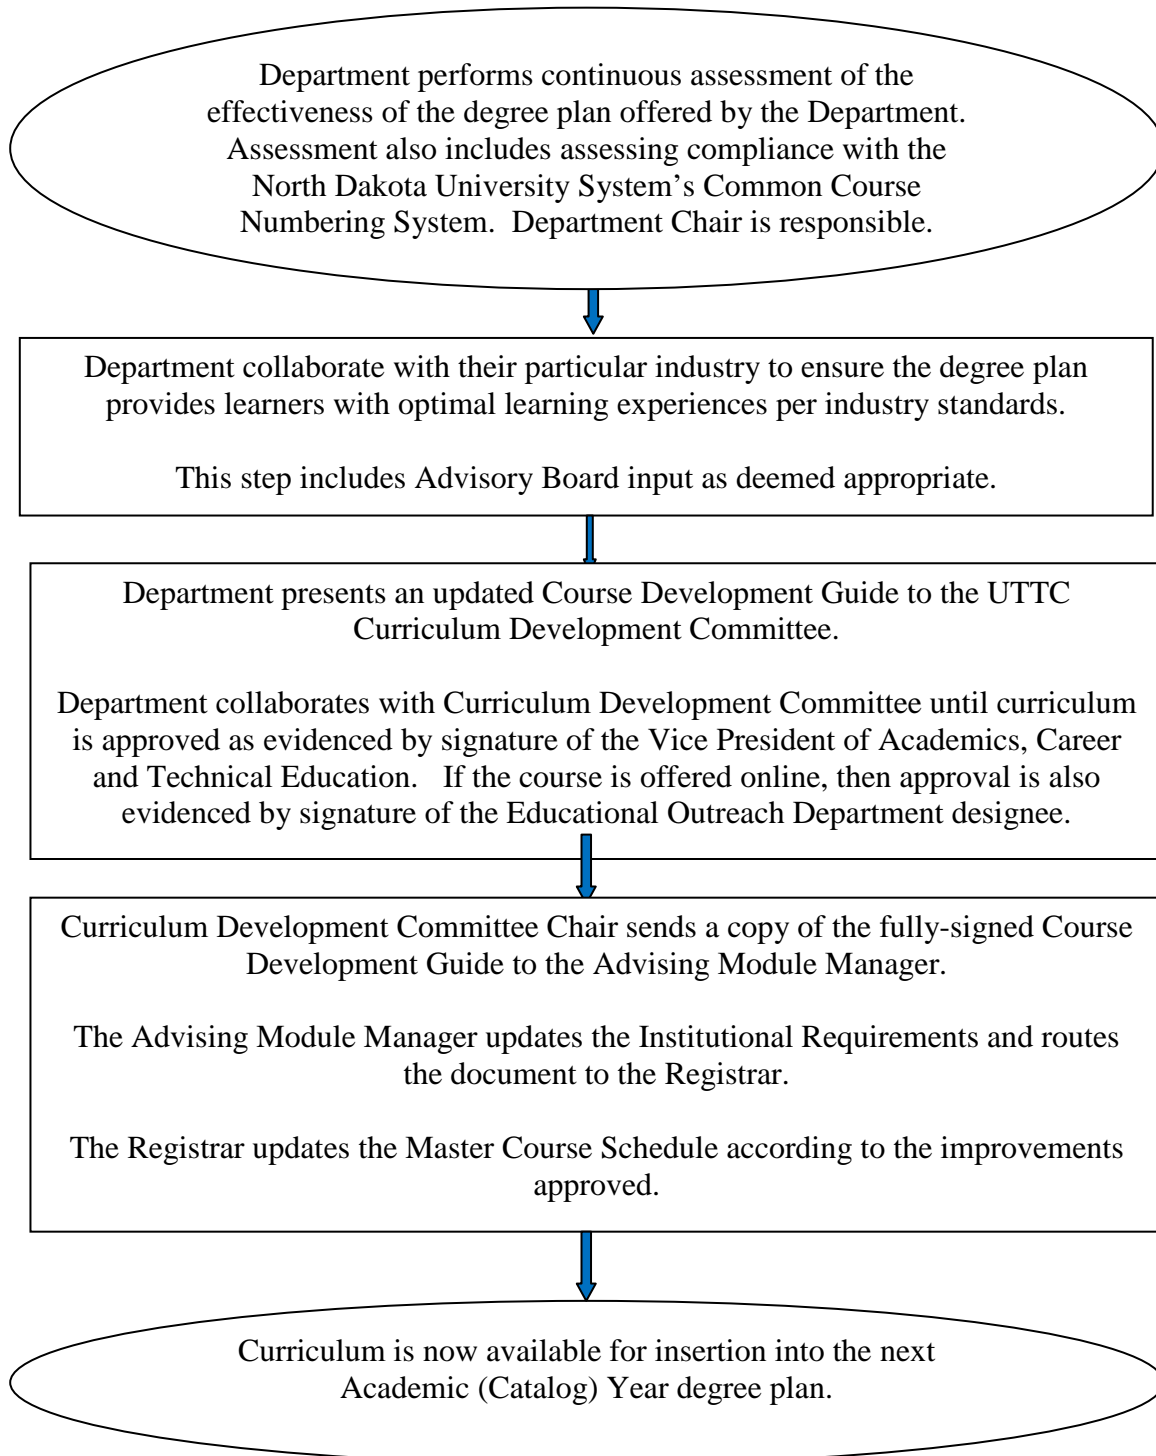 Department performs continuous assessment of the
effectiveness of the degree plan offered by the Department.
Assessment also includes assessing compliance with the
North Dakota University System’s Common Course
Numbering System.  Department Chair is responsible.
Department collaborate with their particular industry to ensure the degree plan
provides learners with optimal learning experiences per industry standards.
This step includes Advisory Board input as deemed appropriate.
Department presents an updated Course Development Guide to the UTTC
Curriculum Development Committee.
Department collaborates with Curriculum Development Committee until curriculum
is approved as evidenced by signature of the Vice President of Academics, Career
and Technical Education.   If the course is offered online, then approval is also
evidenced by signature of the Educational Outreach Department designee.
Curriculum Development Committee Chair sends a copy of the fully-signed Course
Development Guide to the Advising Module Manager.
The Advising Module Manager updates the Institutional Requirements and routes
the document to the Registrar.
The Registrar updates the Master Course Schedule according to the improvements
approved.
Curriculum is now available for insertion into the next
Academic (Catalog) Year degree plan.